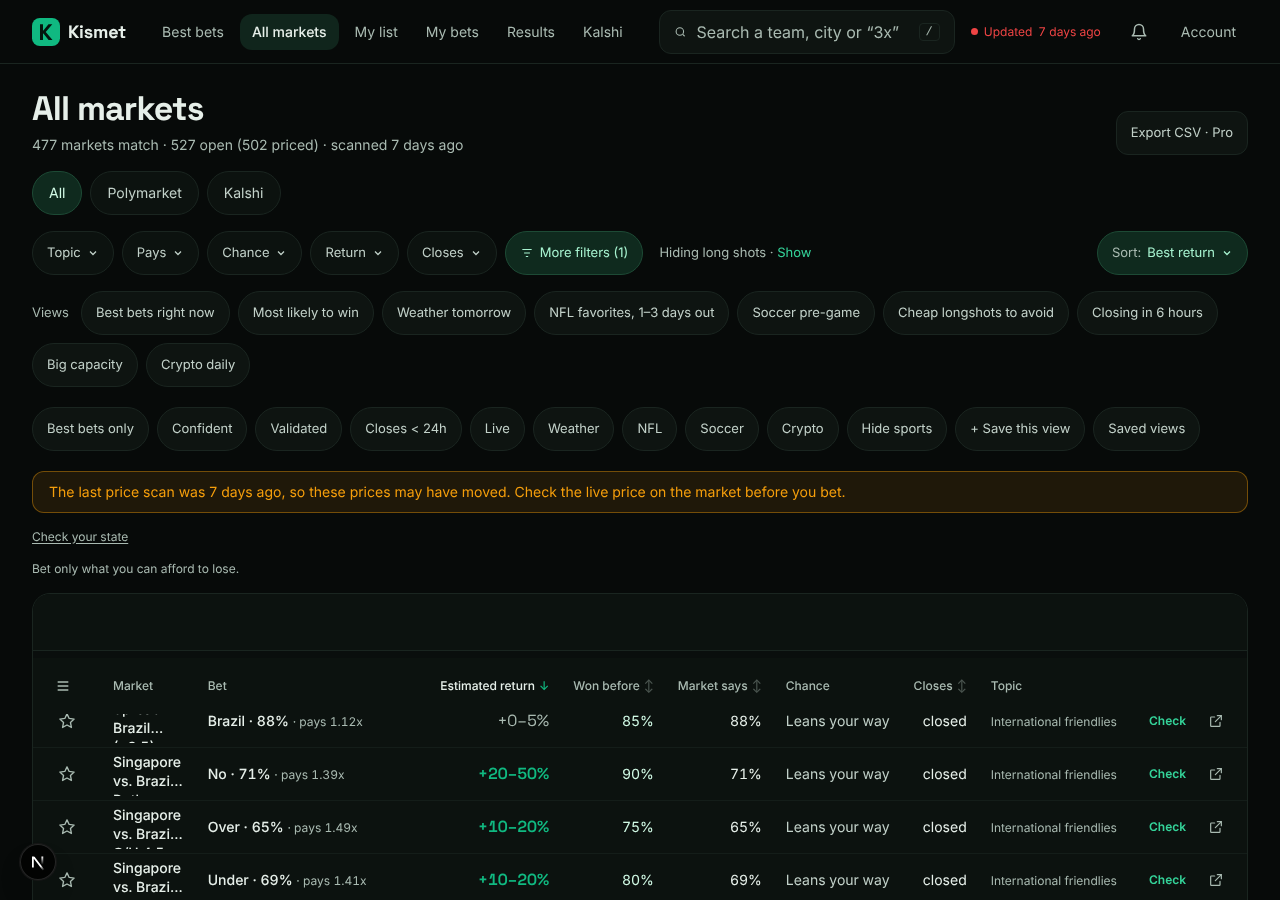 Kismet
Best bets
All markets
My list
My bets
Results
Kalshi
Search a team, city or “3x”
/
Updated 7 days ago
Account
All markets
477 markets match · 527 open (502 priced) · scanned 7 days ago
Export CSV · Pro
All
Polymarket
Kalshi
Topic
Pays
Chance
Return
Closes
More filters (1)
Hiding long shots · Show
Sort: Best return
Views
Best bets right now
Most likely to win
Weather tomorrow
NFL favorites, 1–3 days out
Soccer pre-game
Cheap longshots to avoid
Closing in 6 hours
Big capacity
Crypto daily
Best bets only
Confident
Validated
Closes < 24h
Live
Weather
NFL
Soccer
Crypto
Hide sports
+ Save this view
Saved views
The last price scan was 7 days ago, so these prices may have moved. Check the live price on the market before you bet.
Check your state
Bet only what you can afford to lose.
Market
Bet
Estimated return
Won before
Market says
Chance
Closes
Topic
Brazil...
Brazil · 88% · pays 1.12x
+0–5%
85%
88%
Leans your way
closed
International friendlies
Check
Singapore
vs. Brazi...
No · 71% · pays 1.39x
+20–50%
90%
71%
Leans your way
closed
International friendlies
Check
Singapore
vs. Brazi...
Over · 65% · pays 1.49x
+10–20%
75%
65%
Leans your way
closed
International friendlies
Check
Singapore
vs. Brazi...
Under · 69% · pays 1.41x
+10–20%
80%
69%
Leans your way
closed
International friendlies
Check